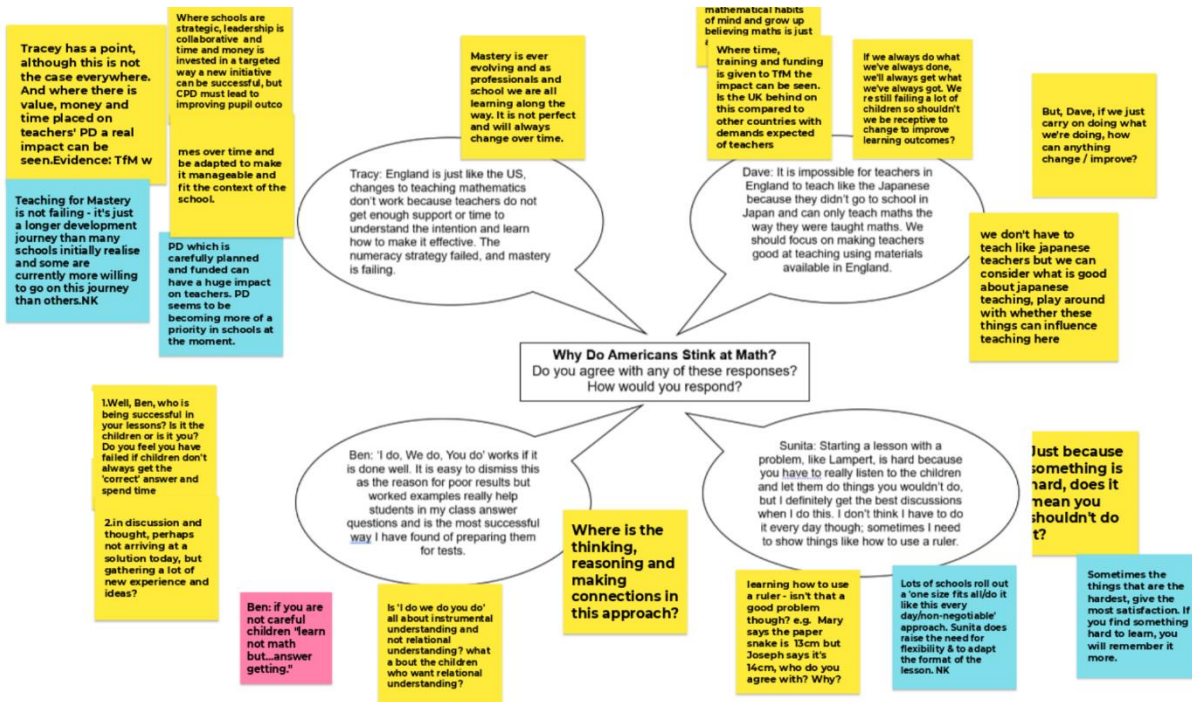 Tracey has a point,
although this is not
the case everywhere.
And where there is
value, money and
time placed on
teachers' PD a real
impact can be
seen.Evidence: TfM w
Where schools are
strategic, leadership is
collaborative and
time and money is
invested in a targeted
way a new initiative
can be successful, but
CPD must lead to
improving pupil outco
mes over time and
be adapted to make
it manageable and
fit the context of the
school.
Teaching for Mastery
is not failing - it's just
a longer development
journey than many
schools initially realise
and some are
currently more willing
to go on this journey
than others.NK
PD which is
carefully planned
and funded can
have a huge impact
on teachers. PD
seems to be
becoming more of a
priority in schools at
the moment.
Mastery is ever
evolving and as
professionals and
school we are all
learning along the
way. It is not perfect
and will always
change over time.
Tracy: England is just like the US,
changes to teaching mathematics
don't work because teachers do not
get enough support or time to
understand the intention and learn
how to make it effective. The
numeracy strategy failed, and mastery
is failing.
mathematical habits
of mind and grow up
believing maths is just
Where time,
training and funding
is given to TfM the
impact can be seen.
Is the UK behind on
this compared to
other countries with
demands expected
of teachers
If we always do what
we've always done,
we'll always get what
we've always got. We
re still failing a lot of
children so shouldn't
we be receptive to
change to improve
learning outcomes?
But, Dave, if we just
carry on doing what
we're doing, how
can anything
change / improve?
Dave: It is impossible for teachers in
England to teach like the Japanese
because they didn't go to school in
Japan and can only teach maths the
way they were taught maths. We
should focus on making teachers
good at teaching using materials
available in England.
we don't have to
teach like japanese
teachers but we can
consider what is good
about japanese
teaching, play around
with whether these
things can influence
teaching here
Why Do Americans Stink at Math?
Do you agree with any of these responses?
How would you respond?
1.Well, Ben, who is
being successful in
your lessons? Is it the
children or is it you?
Do you feel you have
failed if children don't
always get the
'correct' answer and
spend time
2.in discussion and
thought, perhaps
not arriving at a
solution today, but
gathering a lot of
new experience and
ideas?
Ben: 'I do, We do, You do' works if it
is done well. It is easy to dismiss this
as the reason for poor results but
worked examples really help
students in my class answer
questions and is the most successful
way I have found of preparing them
for tests.
Ben: if you are
not careful
children "learn
not math
but...answer
getting."
Is 'I do we do you do'
all about instrumental
understanding and
not relational
understanding? what
a bout the children
who want relational
understanding?
Where is the
thinking,
reasoning and
making
connections in
this approach?
Sunita: Starting a lesson with a
problem, like Lampert, is hard because
you have to really listen to the children
and let them do things you wouldn't do,
but I definitely get the best discussions
when I do this. I don't think I have to do
it every day though; sometimes I need
to show things like how to use a ruler.
learning how to use
a ruler - isn't that a
good problem
though? e.g. Mary
says the paper
snake is 13cm but
Joseph says it's
14cm, who do you
agree with? Why?
Lots of schools roll out
a 'one size fits all/do it
like this every
day/non-negotiable'
approach. Sunita does
raise the need for
flexibility & to adapt
the format of the
lesson. NK
Just because
something is
hard, does it
mean you
shouldn't do
it?
Sometimes the
things that are the
hardest, give the
most satisfaction. If
you find something
hard to learn, you
will remember it
more.